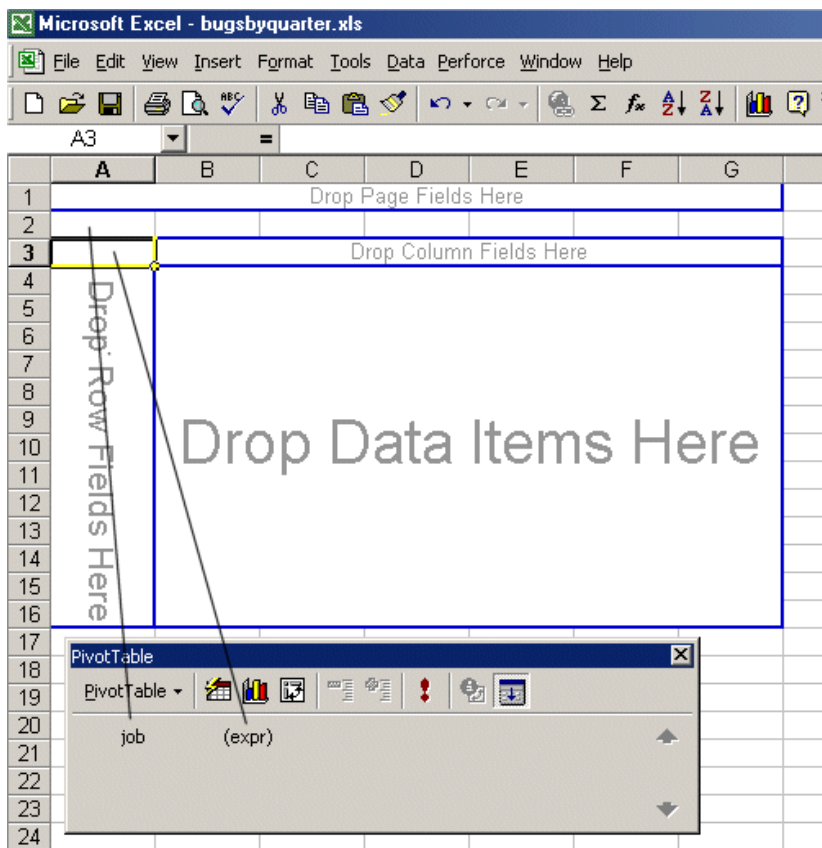 Microsoft Excel - bugsbyquarter.xls
File Edit View Insert Format Tools Data Perforce Window Help
ABC Σ fx A Z Z A ?
A3 =
A B C D E F G
1 Drop Page Fields Here
2
3 Drop Column Fields Here
4
5
6
7
8
9
10
11
12
13
14
15
16
Drop Row Fields Here
Drop Data Items Here
17
18
19
20
21
22
23
24
PivotTable
PivotTable
job (expr)